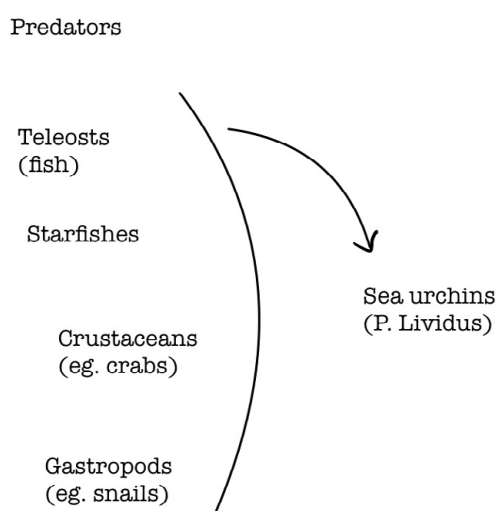 Predators
Teleosts
(fish)
Starfishes
Sea urchins
(P. Lividus)
Crustaceans
(eg. crabs)
Gastropods
(eg. snails)